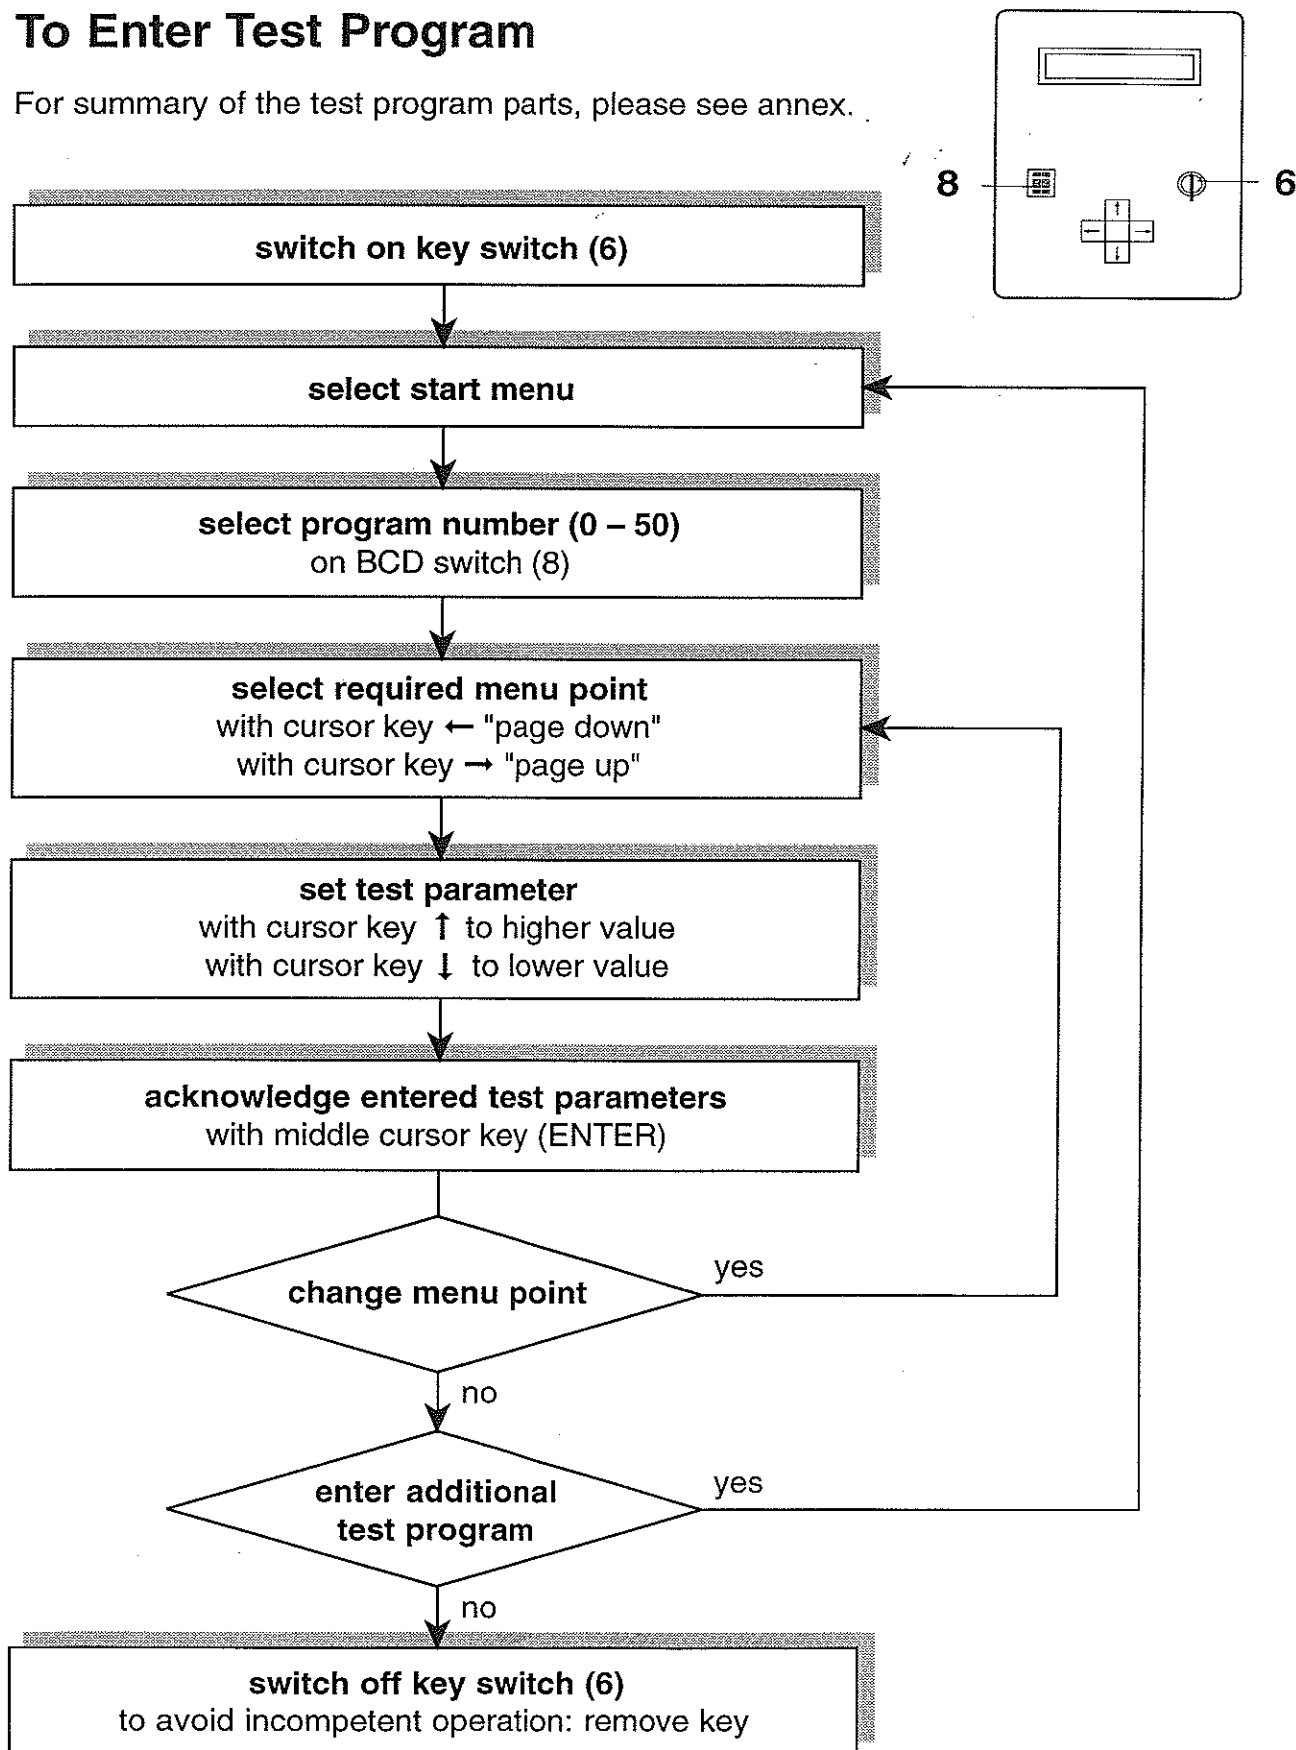 To Enter Test Program
For summary of the test program parts, please see annex.
8
6
↑
← →
↓
switch on key switch (6)
select start menu
select program number (0 – 50)
on BCD switch (8)
select required menu point
with cursor key ← "page down"
with cursor key → "page up"
set test parameter
with cursor key ↑ to higher value
with cursor key ↓ to lower value
acknowledge entered test parameters
with middle cursor key (ENTER)
change menu point
yes
no
enter additional
test program
yes
no
switch off key switch (6)
to avoid incompetent operation: remove key